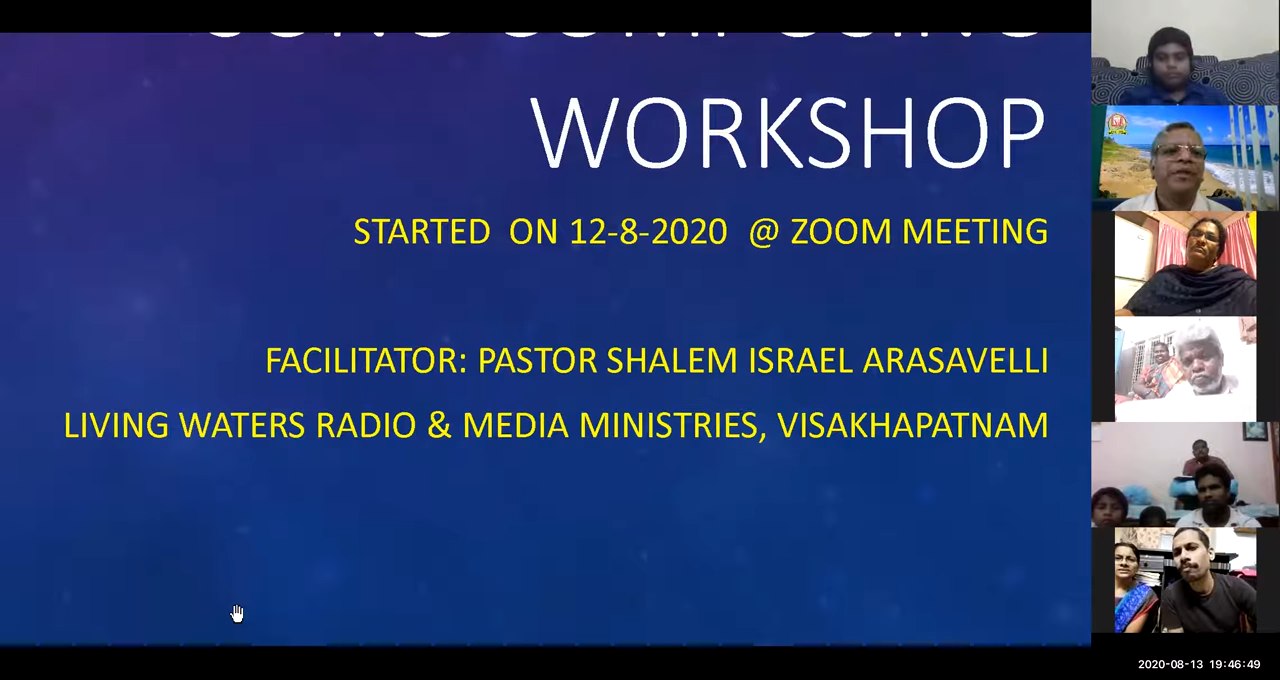 WORKSHOP
STARTED ON 12-8-2020 @ ZOOM MEETING
FACILITATOR: PASTOR SHALEM ISRAEL ARASAVELLI
LIVING WATERS RADIO & MEDIA MINISTRIES, VISAKHAPATNAM
2020-08-13 19:46:49